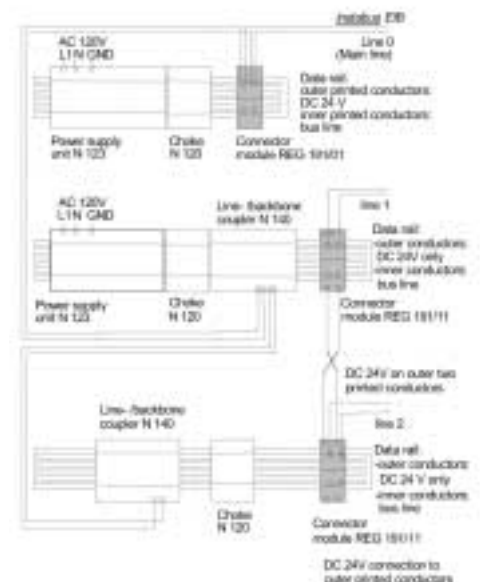 instabus EIB
AC 120V
L1 N GND
Line 0
(Main line)
Data rail:
outer printed conductors:
DC 24 V
inner printed conductors:
bus line
Power supply
unit N 123
Choke
N 120
Connector
module REG 191/01
AC 120V
L1N GND
Line- /backbone
coupler N 140
line 1
Data rail:
-outer conductors:
DC 24V only
-inner conductors:
bus line
Power supply
unit N 123
Choke
N 120
Connector
module REG 191/11
DC 24V on outer two
printed conductors
Line- /backbone
coupler N 140
line 2
Data rail:
-outer conductors:
DC 24 V only
-inner conductors:
bus line
Choke
N 120
Connector
module REG 191/11
DC 24V connection to
outer printed conductors